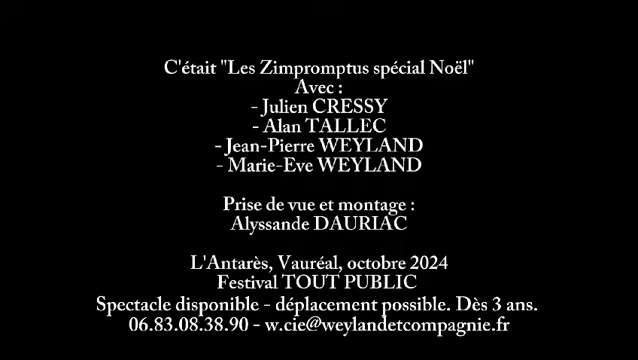 C'était "Les Zimpromptus spécial Noël"
Avec :
- Julien CRESSY
- Alan TALLEC
- Jean-Pierre WEYLAND
- Marie-Eve WEYLAND
Prise de vue et montage :
Alyssande DAURIAC
L'Antarès, Vauréal, octobre 2024
Festival TOUT PUBLIC
Spectacle disponible - déplacement possible. Dès 3 ans.
06.83.08.38.90 - w.cie@weylandetcompagnie.fr